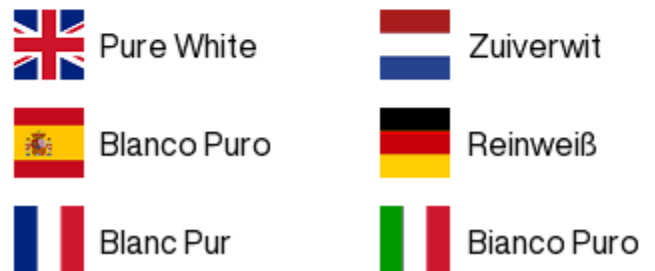 Pure White
Zuiverwit
Blanco Puro
Reinweiß
Blanc Pur
Bianco Puro